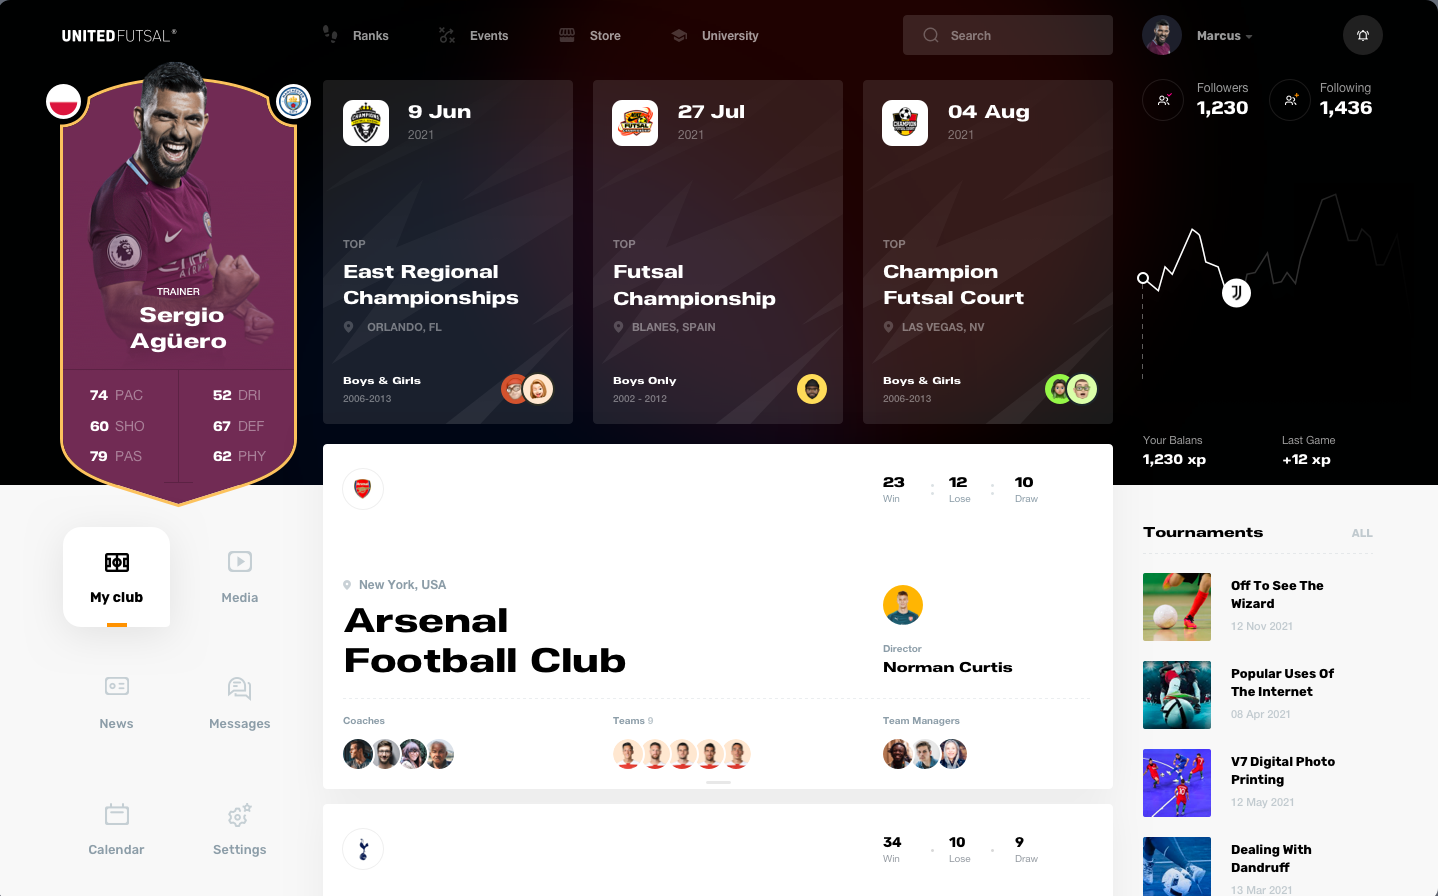 UNITEDFUTSAL®
Ranks
Events
Store
University
Search
Marcus
TRAINER
Sergio
Agüero
74 PAC
52 DRI
60 SHO
67 DEF
79 PAS
62 PHY
9 Jun
2021
TOP
East Regional
Championships
ORLANDO, FL
Boys & Girls
2006-2013
27 Jul
2021
TOP
Futsal
Championship
BLANES, SPAIN
Boys Only
2002 - 2012
04 Aug
2021
TOP
Champion
Futsal Court
LAS VEGAS, NV
Boys & Girls
2006-2013
Followers
1,230
Following
1,436
Your Balans
1,230 xp
Last Game
+12 xp
My club
Media
News
Messages
Calendar
Settings
Arsenal
23 : 12 : 10
Win Lose Draw
New York, USA
Arsenal
Football Club
Director
Norman Curtis
Coaches
Teams 9
Team Managers
34 · 10 · 9
Win Lose Draw
Tournaments
ALL
Off To See The
Wizard
12 Nov 2021
Popular Uses Of
The Internet
08 Apr 2021
V7 Digital Photo
Printing
12 May 2021
Dealing With
Dandruff
13 Mar 2021